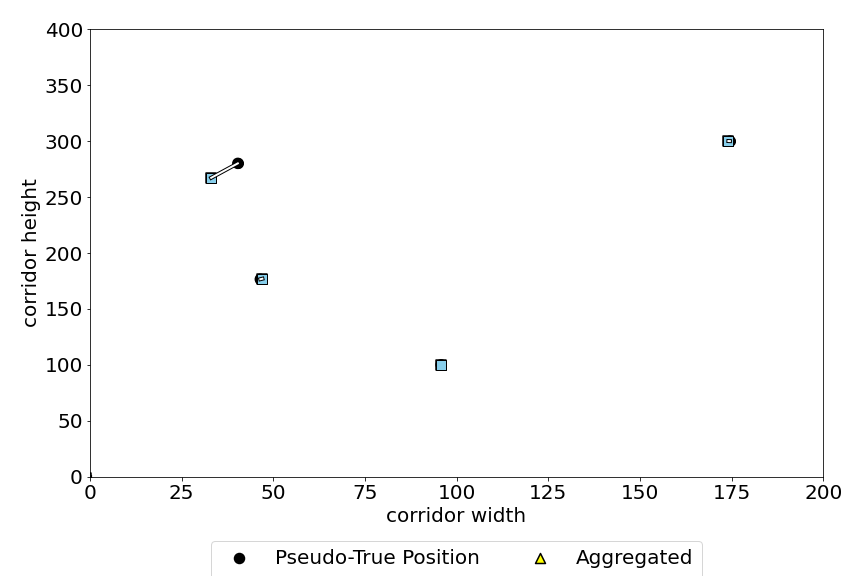 400
350
300
250
200
150
100
50
0
corridor height
0 25 50 75 100 125 150 175 200
corridor width
Pseudo-True Position Aggregated